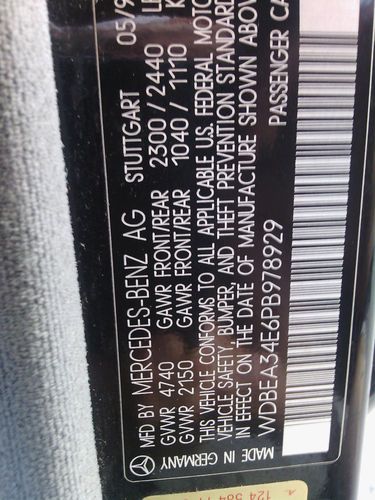 MADE IN GERMANY
BY MERCEDES-BENZ AG STUTTGART 05/9
GVWR 4740 GAWR FRONT/REAR 2300/2440
GVWR 2150 GAWR FRONT/REAR 1040/1110
THIS VEHICLE CONFORMS TO ALL APPLICABLE U.S. FEDERAL MOTO
VEHICLE SAFETY, BUMPER, AND THEFT PREVENTION STANDARD
IN EFFECT ON THE DATE OF MANUFACTURE SHOWN ABOVE.
WDBEA34E6PB978929 PASSENGER CA
124 584